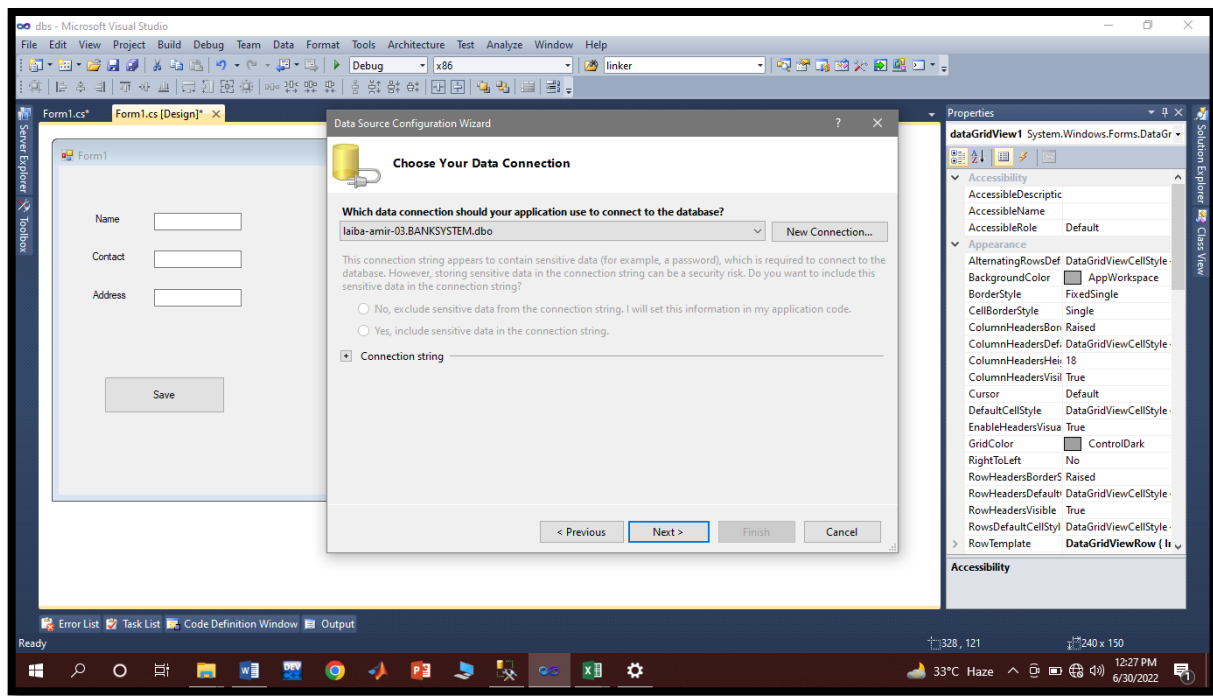 dbs - Microsoft Visual Studio
File Edit View Project Build Debug Team Data Format Tools Architecture Test Analyze Window Help
Debug x86 linker
Form1.cs* Form1.cs [Design]*
Server Explorer
Toolbox
Form1
Name
Contact
Address
Save
Data Source Configuration Wizard ?
Choose Your Data Connection
Which data connection should your application use to connect to the database?
laiba-amir-03.BANKSYSTEM.dbo New Connection...
This connection string appears to contain sensitive data (for example, a password), which is required to connect to the
database. However, storing sensitive data in the connection string can be a security risk. Do you want to include this
sensitive data in the connection string?
No, exclude sensitive data from the connection string. I will set this information in my application code.
Yes, include sensitive data in the connection string.
Connection string
< Previous Next > Finish Cancel
Properties
dataGridView1 System.Windows.Forms.DataGr
Accessibility
AccessibleDescriptic
AccessibleName
AccessibleRole Default
Appearance
AlternatingRowsDef DataGridViewCellStyle
BackgroundColor AppWorkspace
BorderStyle FixedSingle
CellBorderStyle Single
ColumnHeadersBor Raised
ColumnHeadersDef DataGridViewCellStyle
ColumnHeadersHei 18
ColumnHeadersVisil True
Cursor Default
DefaultCellStyle DataGridViewCellStyle
EnableHeadersVisua True
GridColor ControlDark
RightToLeft No
RowHeadersBorderS Raised
RowHeadersDefault DataGridViewCellStyle
RowHeadersVisible True
RowsDefaultCellStyl DataGridViewCellStyle
RowTemplate DataGridViewRow { Ir
Accessibility
Solution Explorer
Class View
Error List Task List Code Definition Window Output
Ready 328 , 121 240 x 150
DEV
33°C Haze 12:27 PM
6/30/2022
1